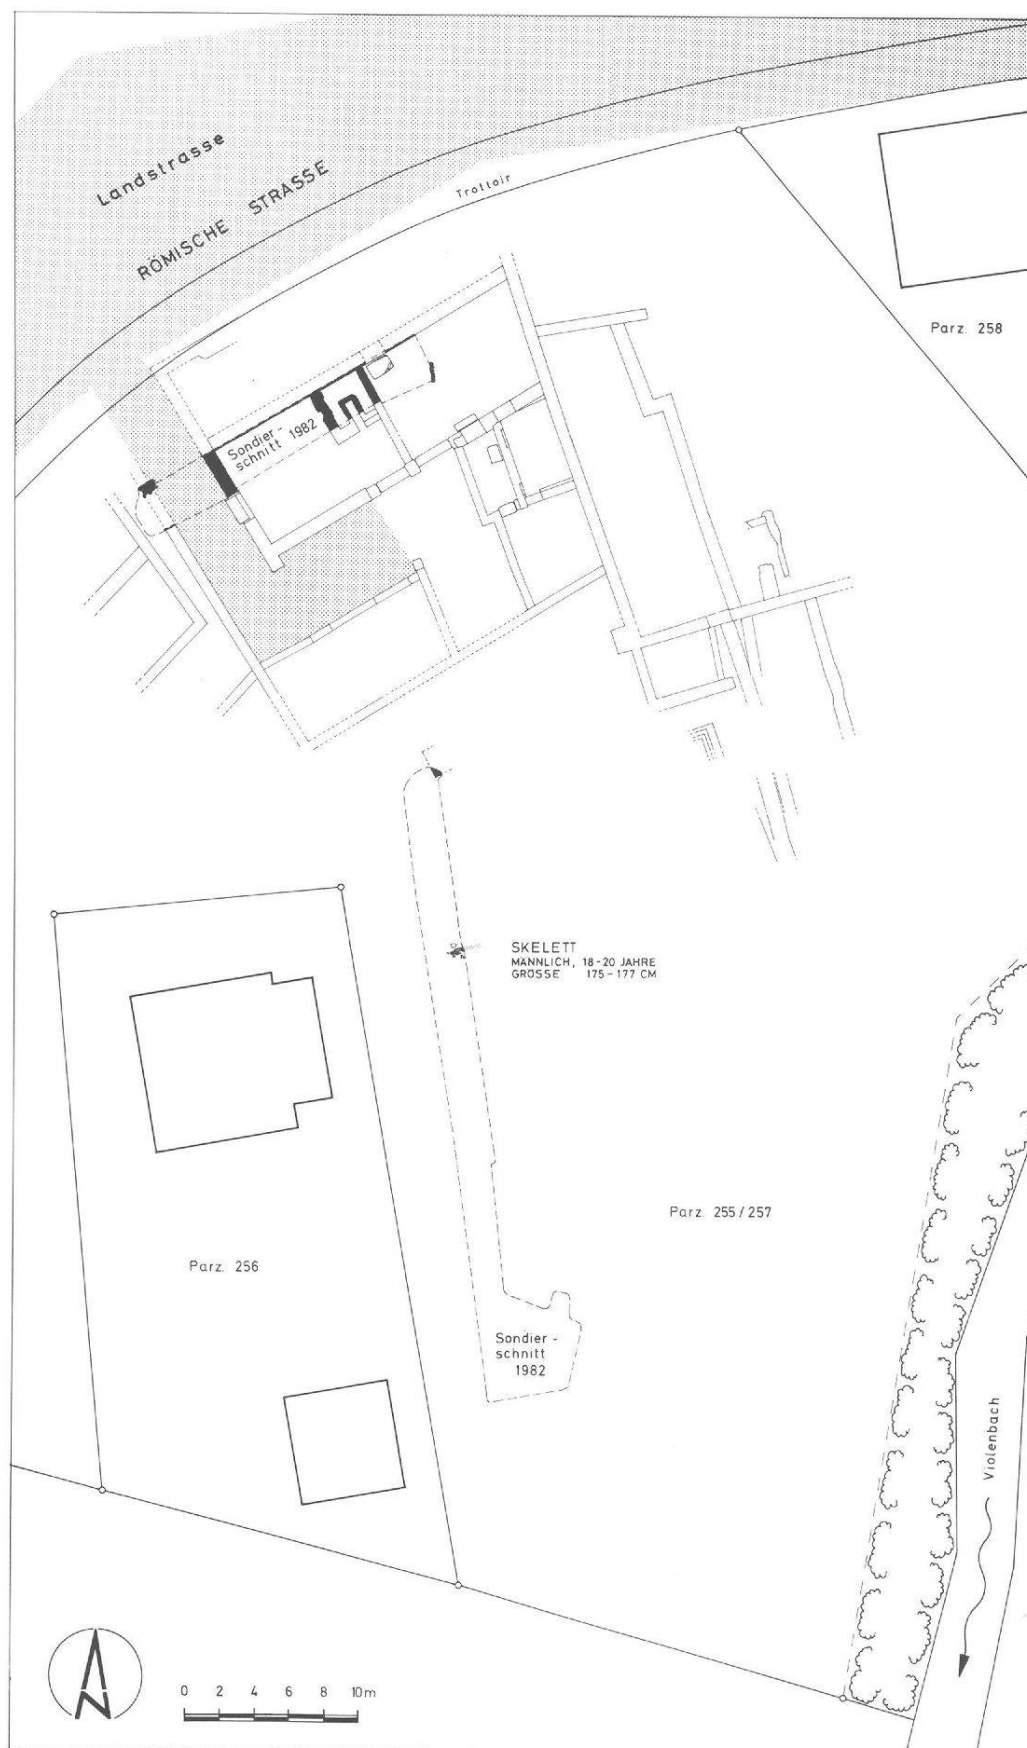 Landstrasse
RÖMISCHE STRASSE
Trottoir
Parz. 258
Sondier-
schnitt 1982
SKELETT
MÄNNLICH, 18-20 JAHRE
GRÖSSE 175-177 CM
Parz. 255/257
Parz. 256
Sondier-
schnitt
1982
Violenbach
N
0 2 4 6 8 10m